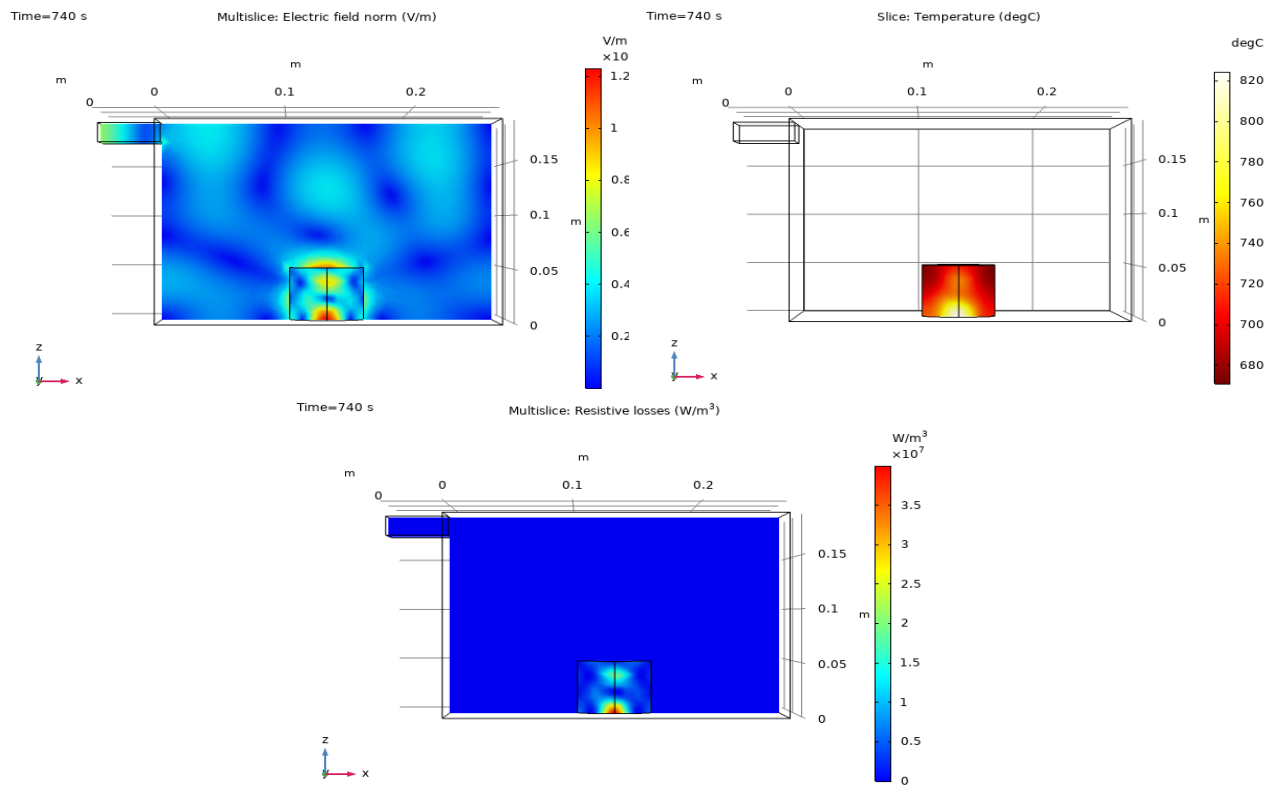 Time=740 s
Multislice: Electric field norm (V/m)
V/m
×10
m
m
0
0
0.1
0.2
1.2
1
0.8
0.6
0.4
0.2
0.15
0.1
m
0.05
0
z
y
x
Time=740 s
Slice: Temperature (degC)
degC
m
m
0
0
0.1
0.2
820
800
780
760
740
720
700
680
0.15
0.1
m
0.05
0
z
y
x
Time=740 s
Multislice: Resistive losses (W/m³)
W/m³
×10⁷
m
m
0
0
0.1
0.2
3.5
3
2.5
2
1.5
1
0.5
0
0.15
0.1
m
0.05
0
z
y
x